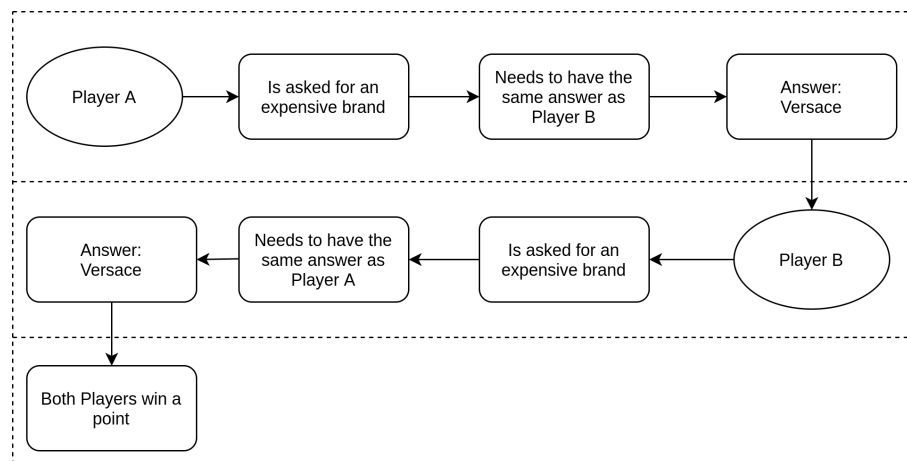 Player A
Is asked for an
expensive brand
Needs to have the
same answer as
Player B
Answer:
Versace
Player B
Is asked for an
expensive brand
Needs to have the
same answer as
Player A
Answer:
Versace
Both Players win a
point